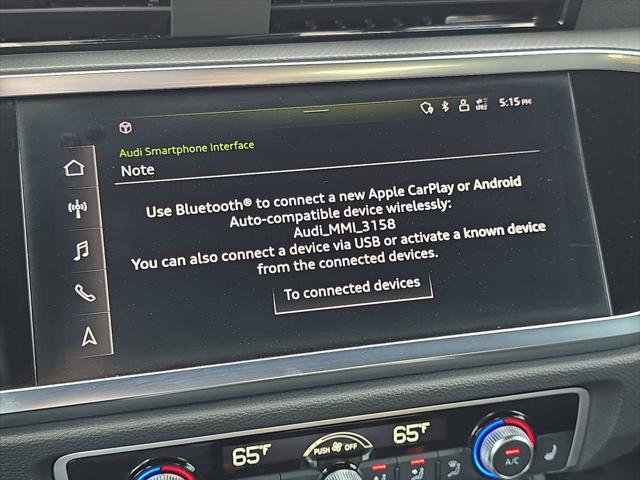 5:15 PM
Audi Smartphone Interface
Note
Use Bluetooth® to connect a new Apple CarPlay or Android
Auto-compatible device wirelessly:
Audi_MMI_3158
You can also connect a device via USB or activate a known device
from the connected devices.
To connected devices
65°F
PUSH OFF
65°F
A/C